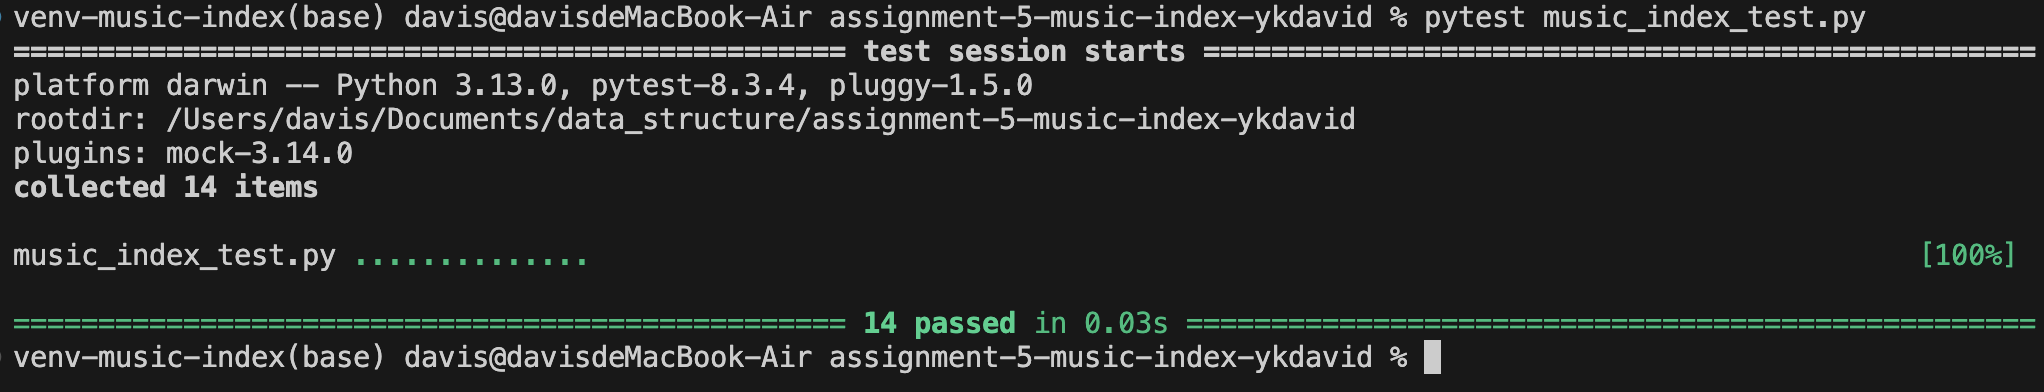 venv-music-index(base) davis@davisdeMacBook-Air assignment-5-music-index-ykdavid % pytest music_index_test.py
================================================= test session starts =================================================
platform darwin -- Python 3.13.0, pytest-8.3.4, pluggy-1.5.0
rootdir: /Users/davis/Documents/data_structure/assignment-5-music-index-ykdavid
plugins: mock-3.14.0
collected 14 items
music_index_test.py .............. [100%]
================================================= 14 passed in 0.03s ==================================================
venv-music-index(base) davis@davisdeMacBook-Air assignment-5-music-index-ykdavid %